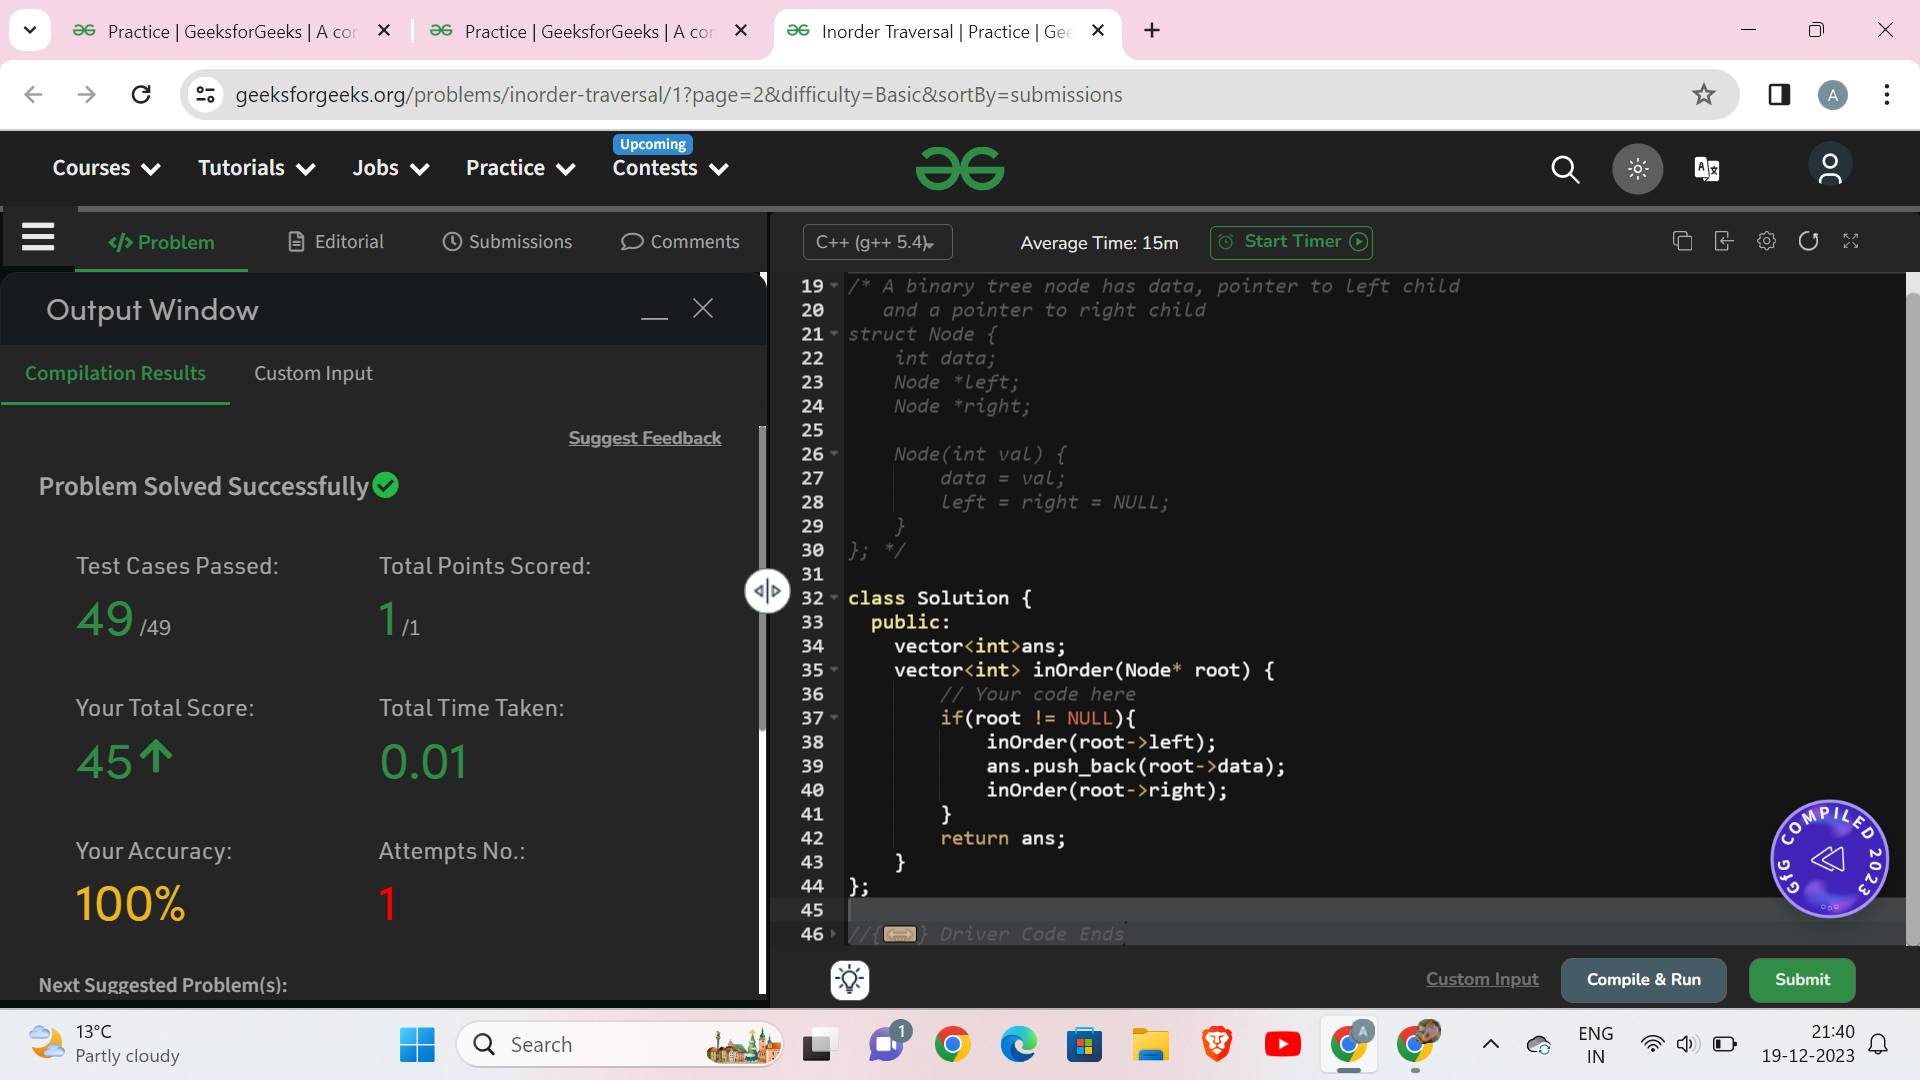 Practice | GeeksforGeeks | A cor
Practice | GeeksforGeeks | A cor
Inorder Traversal | Practice | Gee
geeksforgeeks.org/problems/inorder-traversal/1?page=2&difficulty=Basic&sortBy=submissions
A
Courses
Tutorials
Jobs
Practice
Upcoming
Contests
Problem
Editorial
Submissions
Comments
C++ (g++ 5.4)
Average Time: 15m
Start Timer
Output Window
Compilation Results
Custom Input
Suggest Feedback
Problem Solved Successfully
Test Cases Passed:
49 /49
Total Points Scored:
1 /1
Your Total Score:
45
Total Time Taken:
0.01
Your Accuracy:
100%
Attempts No.:
1
Next Suggested Problem(s):
19 /* A binary tree node has data, pointer to left child
20 and a pointer to right child
21 struct Node {
22 int data;
23 Node *left;
24 Node *right;
25
26 Node(int val) {
27 data = val;
28 left = right = NULL;
29 }
30 }; */
31
32 class Solution {
33 public:
34 vector<int>ans;
35 vector<int> inOrder(Node* root) {
36 // Your code here
37 if(root != NULL){
38 inOrder(root->left);
39 ans.push_back(root->data);
40 inOrder(root->right);
41 }
42 return ans;
43 }
44 };
45
46 //{ } Driver Code Ends
GfG COMPILED 2023
Custom Input
Compile & Run
Submit
13°C
Partly cloudy
Search
1
A
ENG
IN
21:40
19-12-2023